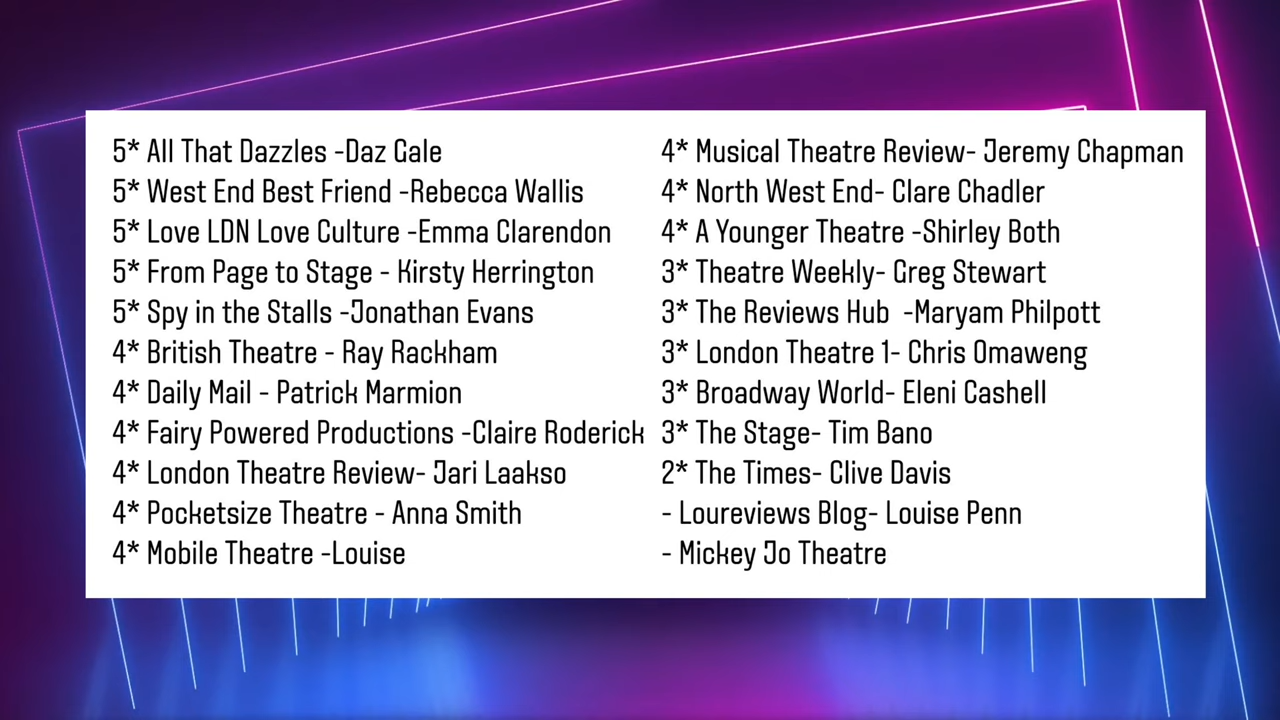 5* All That Dazzles -Daz Gale
5* West End Best Friend -Rebecca Wallis
5* Love LDN Love Culture -Emma Clarendon
5* From Page to Stage - Kirsty Herrington
5* Spy in the Stalls -Jonathan Evans
4* British Theatre - Ray Rackham
4* Daily Mail - Patrick Marmion
4* Fairy Powered Productions -Claire Roderick
4* London Theatre Review- Jari Laakso
4* Pocketsize Theatre - Anna Smith
4* Mobile Theatre -Louise
4* Musical Theatre Review- Jeremy Chapman
4* North West End- Clare Chadler
4* A Younger Theatre -Shirley Both
3* Theatre Weekly- Greg Stewart
3* The Reviews Hub  -Maryam Philpott
3* London Theatre 1- Chris Omaweng
3* Broadway World- Eleni Cashell
3* The Stage- Tim Bano
2* The Times- Clive Davis
- Loureviews Blog- Louise Penn
- Mickey Jo Theatre